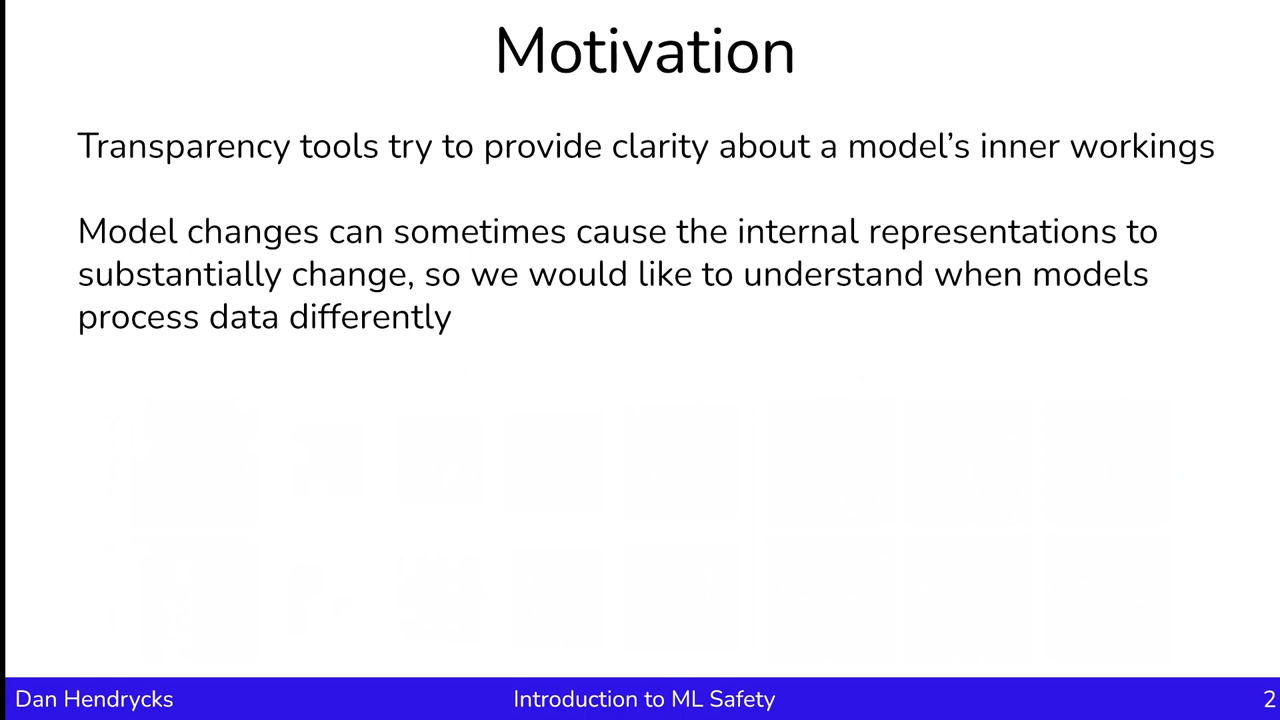 Motivation
Transparency tools try to provide clarity about a model’s inner workings
Model changes can sometimes cause the internal representations to
substantially change, so we would like to understand when models
process data differently
Dan Hendrycks
Introduction to ML Safety
2